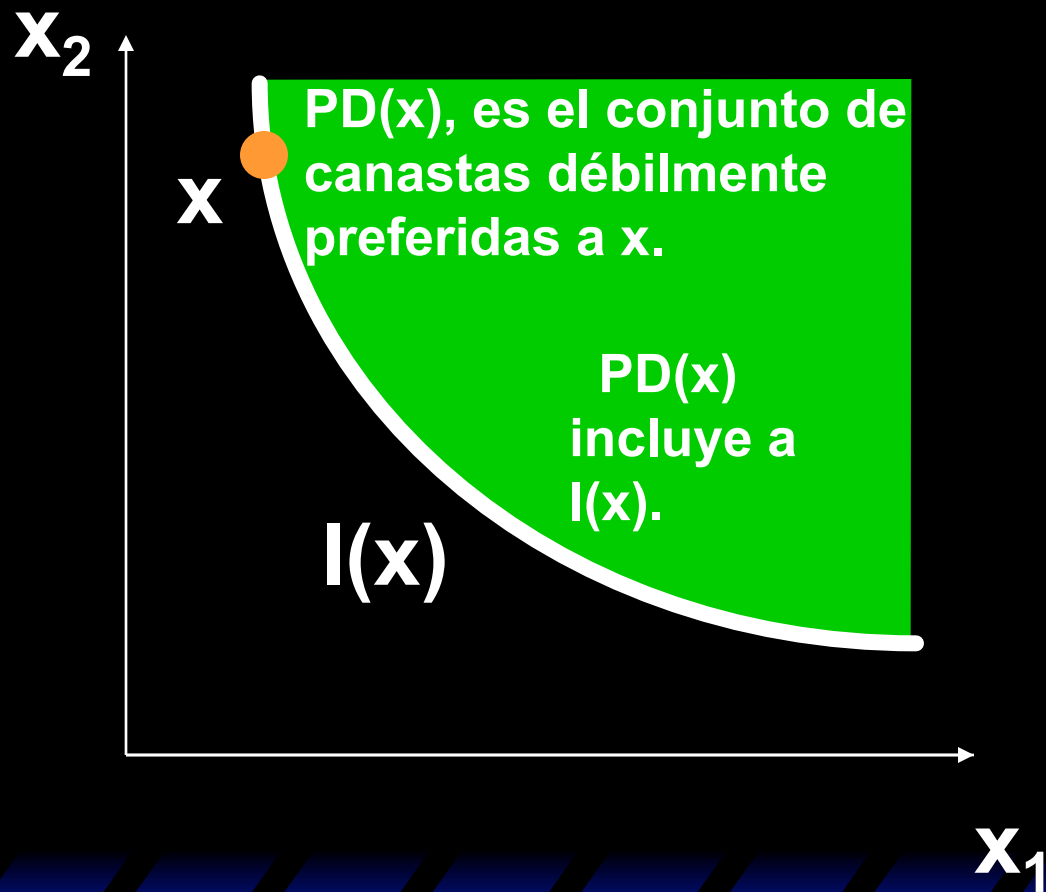 x₂
PD(x), es el conjunto de
canastas débilmente
preferidas a x.
x
PD(x)
incluye a
I(x).
I(x)
x₁